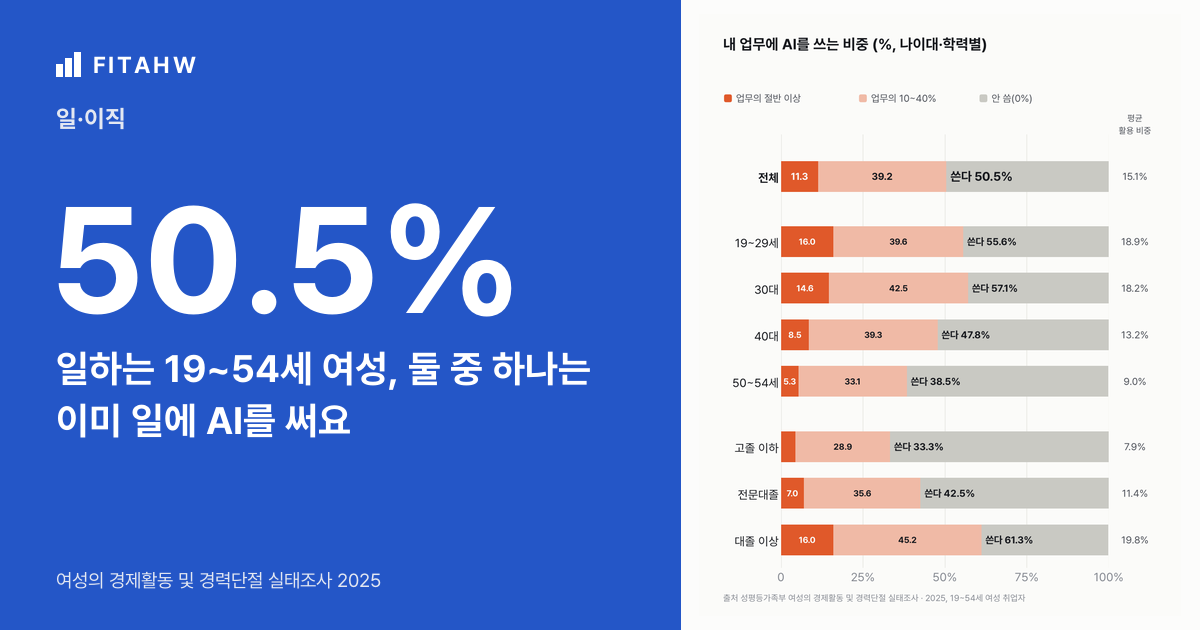 FITAHW
일·이직
50.5%
일하는 19~54세 여성, 둘 중 하나는
이미 일에 AI를 써요
여성의 경제활동 및 경력단절 실태조사 2025
내 업무에 AI를 쓰는 비중 (%, 나이대·학력별)
업무의 절반 이상 업무의 10~40% 안 씀(0%)
평균
활용 비중
전체 11.3 39.2 쓴다 50.5% 15.1%
19~29세 16.0 39.6 쓴다 55.6% 18.9%
30대 14.6 42.5 쓴다 57.1% 18.2%
40대 8.5 39.3 쓴다 47.8% 13.2%
50~54세 5.3 33.1 쓴다 38.5% 9.0%
고졸 이하 28.9 쓴다 33.3% 7.9%
전문대졸 7.0 35.6 쓴다 42.5% 11.4%
대졸 이상 16.0 45.2 쓴다 61.3% 19.8%
0 25% 50% 75% 100%
출처 성평등가족부 여성의 경제활동 및 경력단절 실태조사 · 2025, 19~54세 여성 취업자